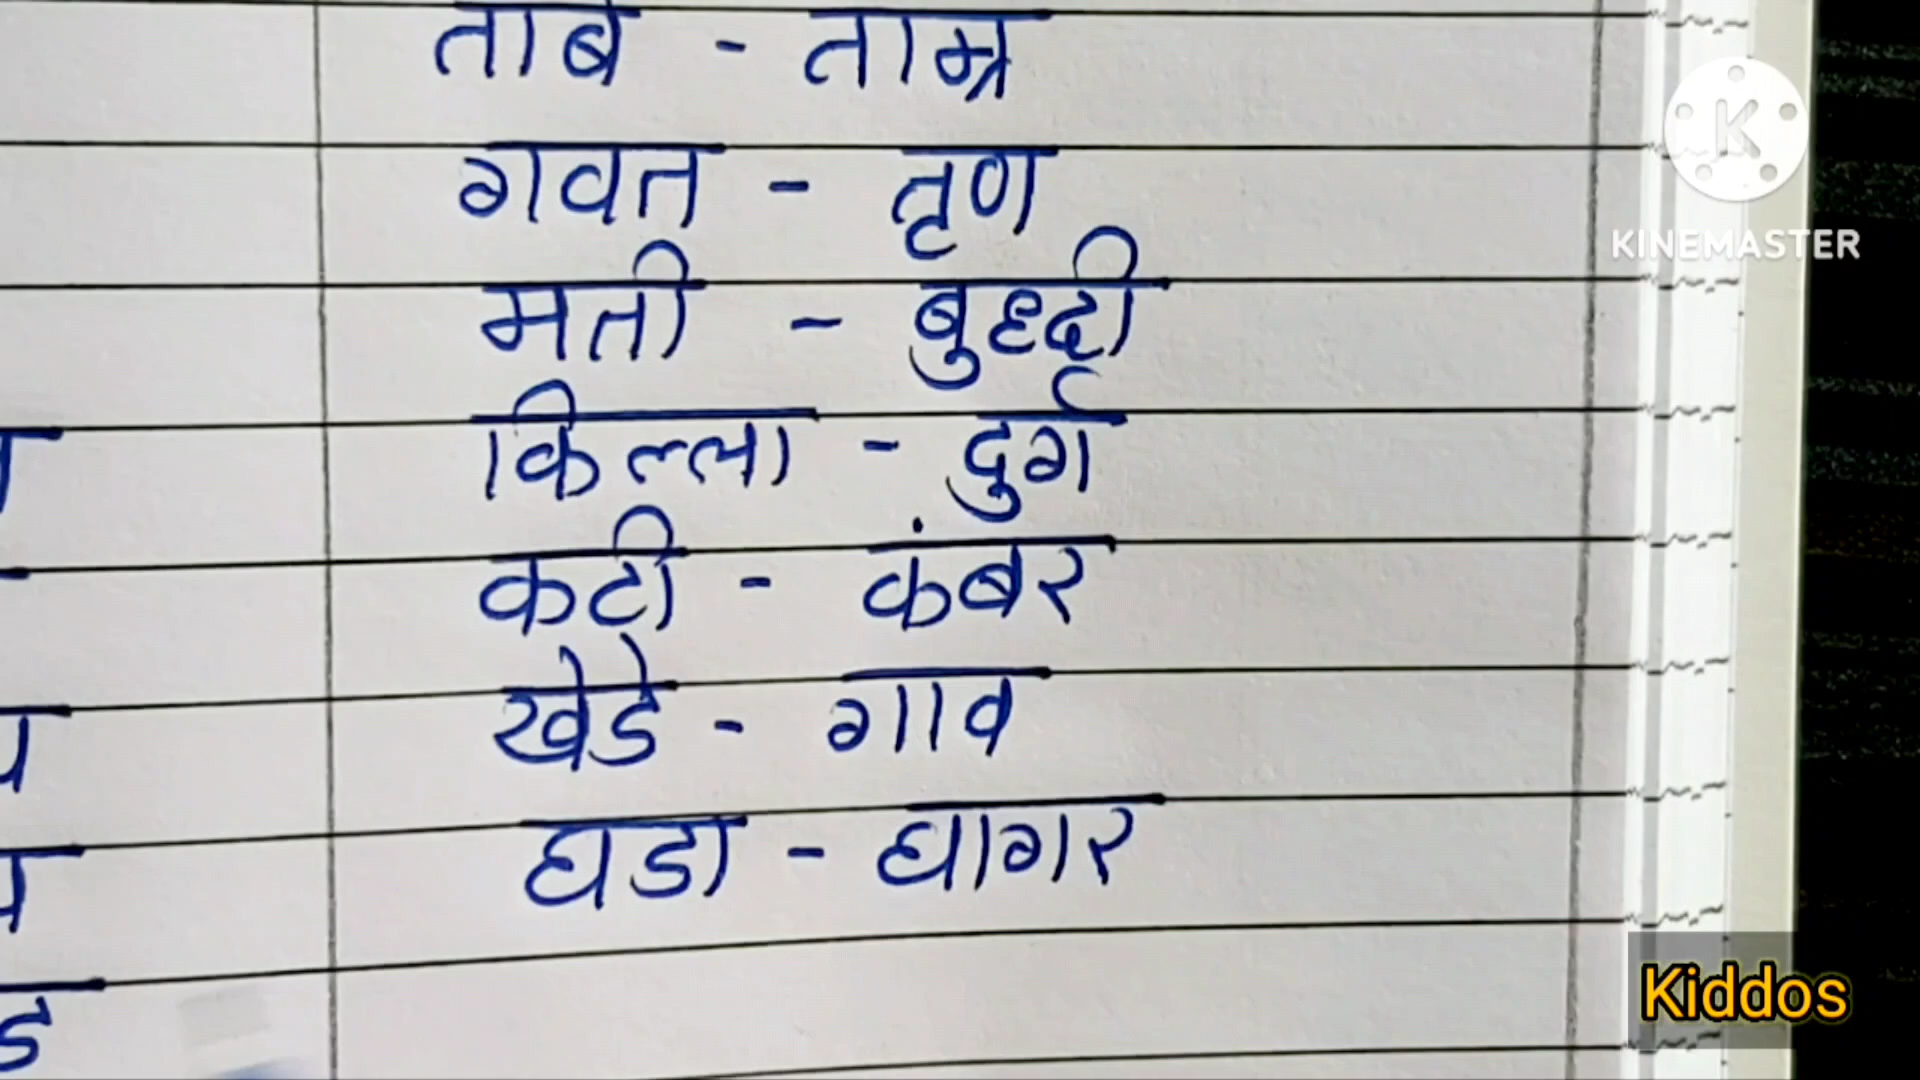 ताबे - ताम्र
गवत - तृण
मती - बुध्दी
किल्ला - दुर्ग
कटी - कंबर
खेडे - गाव
घडा - घागर
K
KINEMASTER
Kiddos